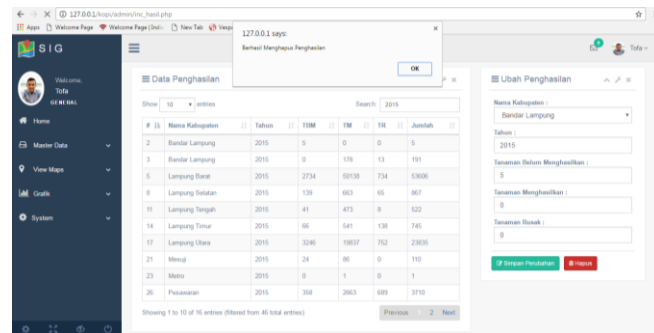 127.0.0.1/kopi/admin/inc_hasil.php
Apps Welcome Page Welcome Page (Insti New Tab
127.0.0.1 says:
Berhasil Menghapus Penghasilan
OK
SIG
Tofa
Welcome,
Tofa
GENERAL
Home
Master Data
View Maps
Grafik
System
Data Penghasilan
Show 10 entries Search: 2015
# Nama Kabupaten Tahun TBM TM TR Jumlah
2 Bandar Lampung 2015 5 0 0 5
3 Bandar Lampung 2015 0 178 13 191
5 Lampung Barat 2015 2734 50138 734 53606
8 Lampung Selatan 2015 139 663 65 867
11 Lampung Tengah 2015 41 473 8 522
14 Lampung Timur 2015 66 541 138 745
17 Lampung Utara 2015 3246 19837 752 23835
21 Mesuji 2015 24 86 0 110
23 Metro 2015 0 1 0 1
26 Pesawaran 2015 358 2663 689 3710
Showing 1 to 10 of 16 entries (filtered from 46 total entries)
Previous 1 2 Next
Ubah Penghasilan
Nama Kabupaten :
Bandar Lampung
Tahun :
2015
Tanaman Belum Menghasilkan :
5
Tanaman Menghasilkan :
0
Tanaman Rusak :
0
Simpan Perubahan Hapus